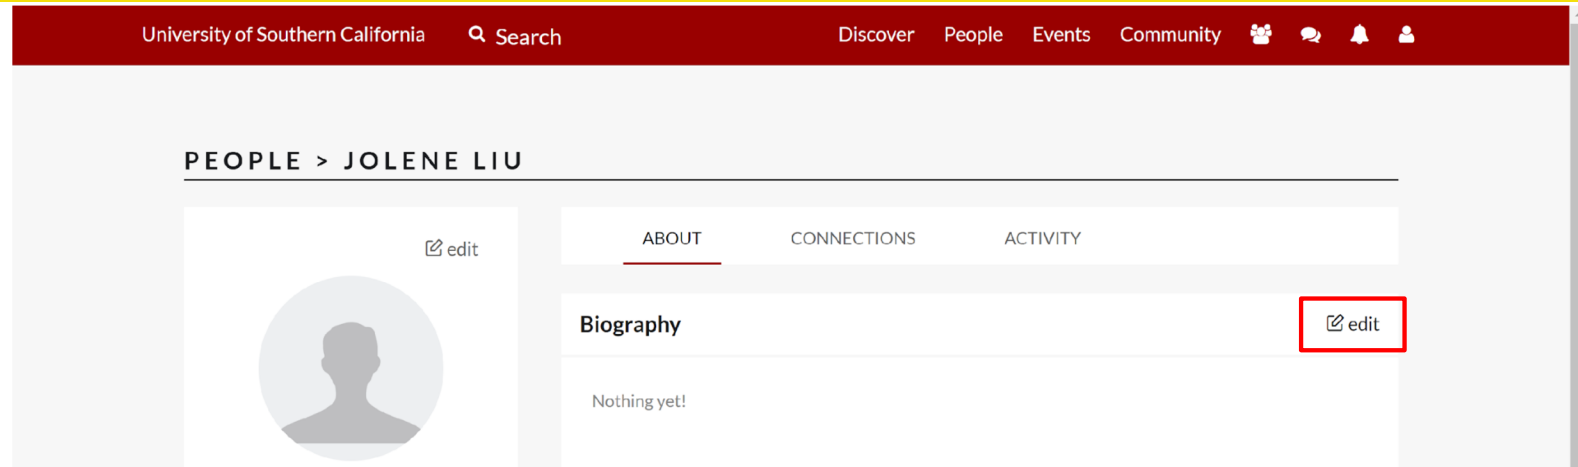 University of Southern California Search Discover People Events Community
PEOPLE > JOLENE LIU
edit
ABOUT CONNECTIONS ACTIVITY
Biography edit
Nothing yet!